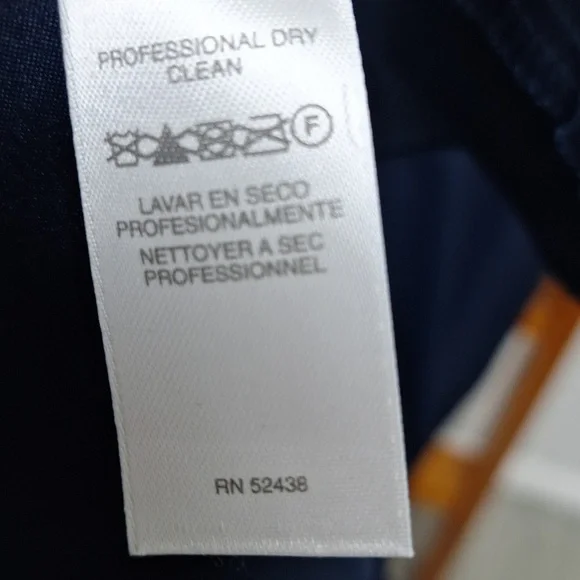 PROFESSIONAL DRY
CLEAN
F
LAVAR EN SECO
PROFESIONALMENTE
NETTOYER A SEC
PROFESSIONNEL
RN 52438